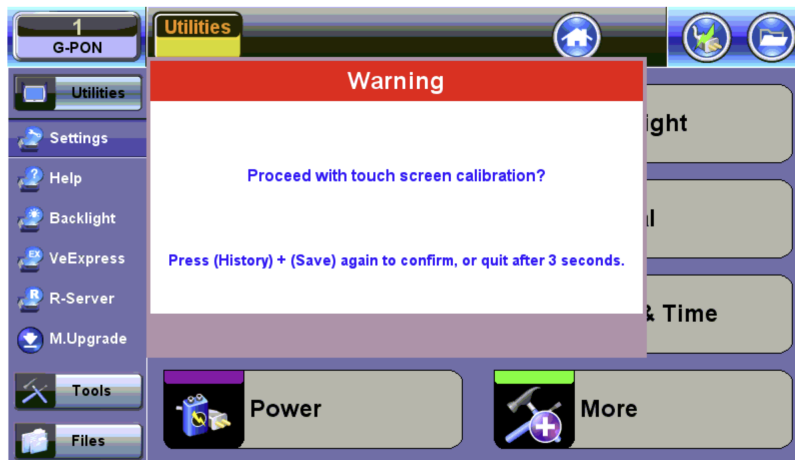 1
G-PON
Utilities
Utilities
Settings
Help
Backlight
EX
VeExpress
R
R-Server
M.Upgrade
Tools
Files
Warning
Proceed with touch screen calibration?
Press (History) + (Save) again to confirm, or quit after 3 seconds.
ight
l
& Time
Power
More